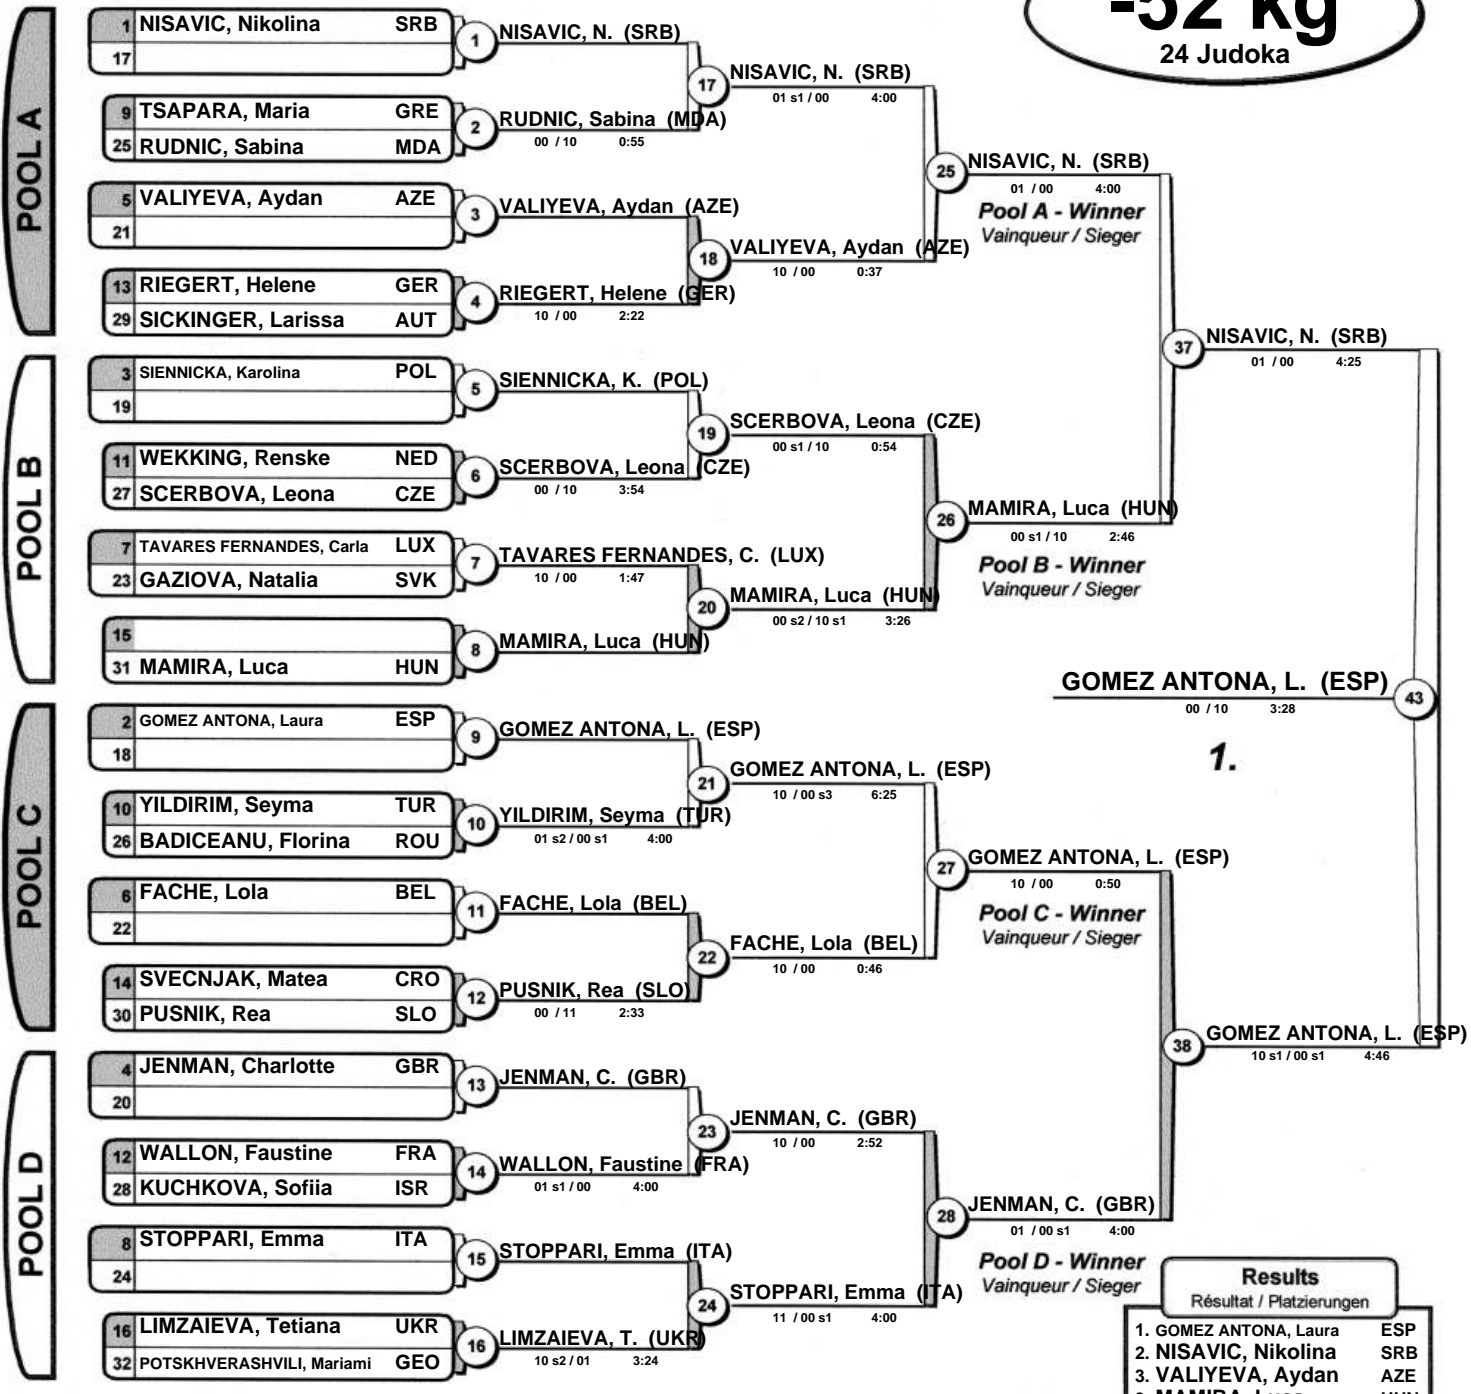 -52 kg
24 Judoka
POOL A
1 NISAVIC, Nikolina SRB
17
9 TSAPARA, Maria GRE
25 RUDNIC, Sabina MDA
5 VALIYEVA, Aydan AZE
21
13 RIEGERT, Helene GER
29 SICKINGER, Larissa AUT
POOL B
3 SIENNICKA, Karolina POL
19
11 WEKKING, Renske NED
27 SCERBOVA, Leona CZE
7 TAVARES FERNANDES, Carla LUX
23 GAZIOVA, Natalia SVK
15
31 MAMIRA, Luca HUN
POOL C
2 GOMEZ ANTONA, Laura ESP
18
10 YILDIRIM, Seyma TUR
26 BADICEANU, Florina ROU
6 FACHE, Lola BEL
22
14 SVECNJAK, Matea CRO
30 PUSNIK, Rea SLO
POOL D
4 JENMAN, Charlotte GBR
20
12 WALLON, Faustine FRA
28 KUCHKOVA, Sofiia ISR
8 STOPPARI, Emma ITA
24
16 LIMZAIEVA, Tetiana UKR
32 POTSKHVERASHVILI, Mariami GEO
1 NISAVIC, N. (SRB)
2 RUDNIC, Sabina (MDA)
00 / 10 0:55
3 VALIYEVA, Aydan (AZE)
4 RIEGERT, Helene (GER)
10 / 00 2:22
5 SIENNICKA, K. (POL)
6 SCERBOVA, Leona (CZE)
00 / 10 3:54
7 TAVARES FERNANDES, C. (LUX)
10 / 00 1:47
8 MAMIRA, Luca (HUN)
9 GOMEZ ANTONA, L. (ESP)
10 YILDIRIM, Seyma (TUR)
01 s2 / 00 s1 4:00
11 FACHE, Lola (BEL)
12 PUSNIK, Rea (SLO)
00 / 11 2:33
13 JENMAN, C. (GBR)
14 WALLON, Faustine (FRA)
01 s1 / 00 4:00
15 STOPPARI, Emma (ITA)
16 LIMZAIEVA, T. (UKR)
10 s2 / 01 3:24
17 NISAVIC, N. (SRB)
01 s1 / 00 4:00
18 VALIYEVA, Aydan (AZE)
10 / 00 0:37
19 SCERBOVA, Leona (CZE)
00 s1 / 10 0:54
20 MAMIRA, Luca (HUN)
00 s2 / 10 s1 3:26
21 GOMEZ ANTONA, L. (ESP)
10 / 00 s3 6:25
22 FACHE, Lola (BEL)
10 / 00 0:46
23 JENMAN, C. (GBR)
10 / 00 2:52
24 STOPPARI, Emma (ITA)
11 / 00 s1 4:00
25 NISAVIC, N. (SRB)
01 / 00 4:00
Pool A - Winner
Vainqueur / Sieger
26 MAMIRA, Luca (HUN)
00 s1 / 10 2:46
Pool B - Winner
Vainqueur / Sieger
27 GOMEZ ANTONA, L. (ESP)
10 / 00 0:50
Pool C - Winner
Vainqueur / Sieger
28 JENMAN, C. (GBR)
01 / 00 s1 4:00
Pool D - Winner
Vainqueur / Sieger
37 NISAVIC, N. (SRB)
01 / 00 4:25
38 GOMEZ ANTONA, L. (ESP)
10 s1 / 00 s1 4:46
GOMEZ ANTONA, L. (ESP) 43
00 / 10 3:28
1.
Results
Résultat / Platzierungen
1. GOMEZ ANTONA, Laura ESP
2. NISAVIC, Nikolina SRB
3. VALIYEVA, Aydan AZE
3. MAMIRA, Luca HUN